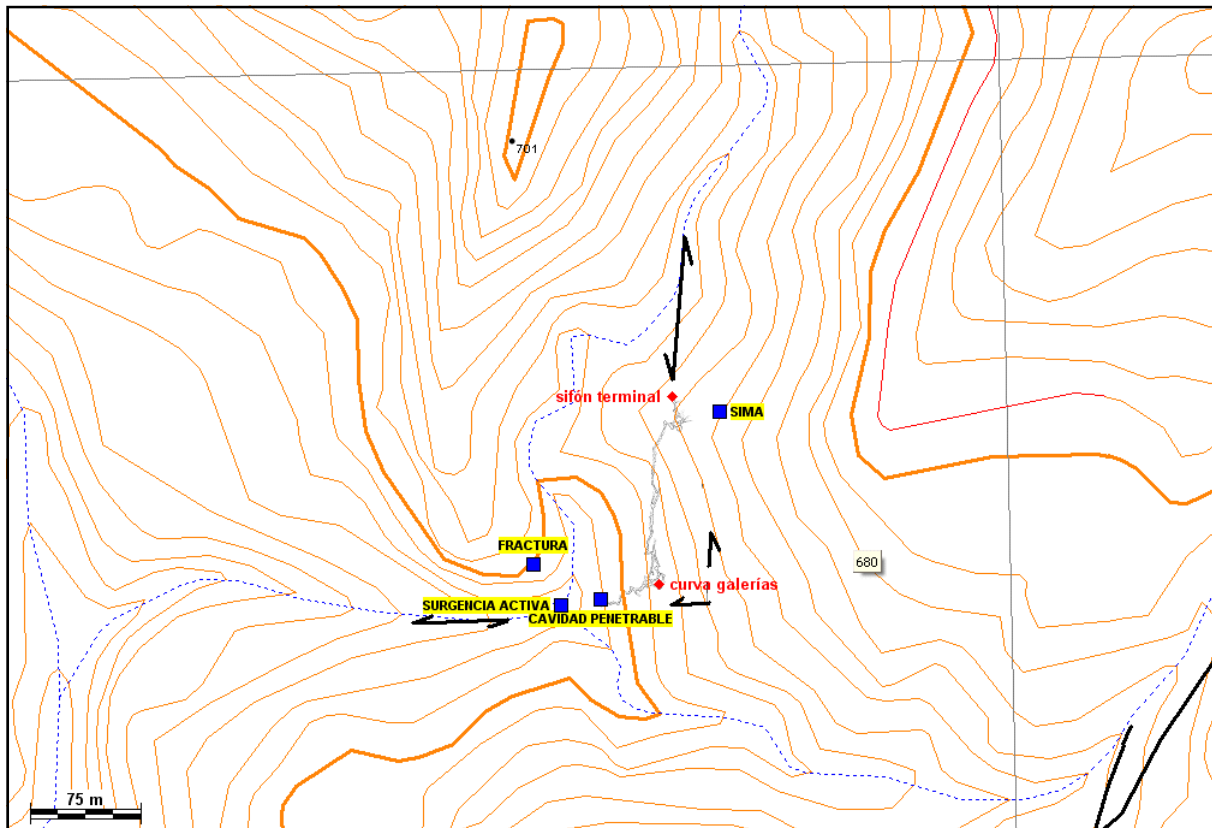 701
sifón terminal
SIMA
FRACTURA
680
curva galerías
SURGENCIA ACTIVA
CAVIDAD PENETRABLE
75 m